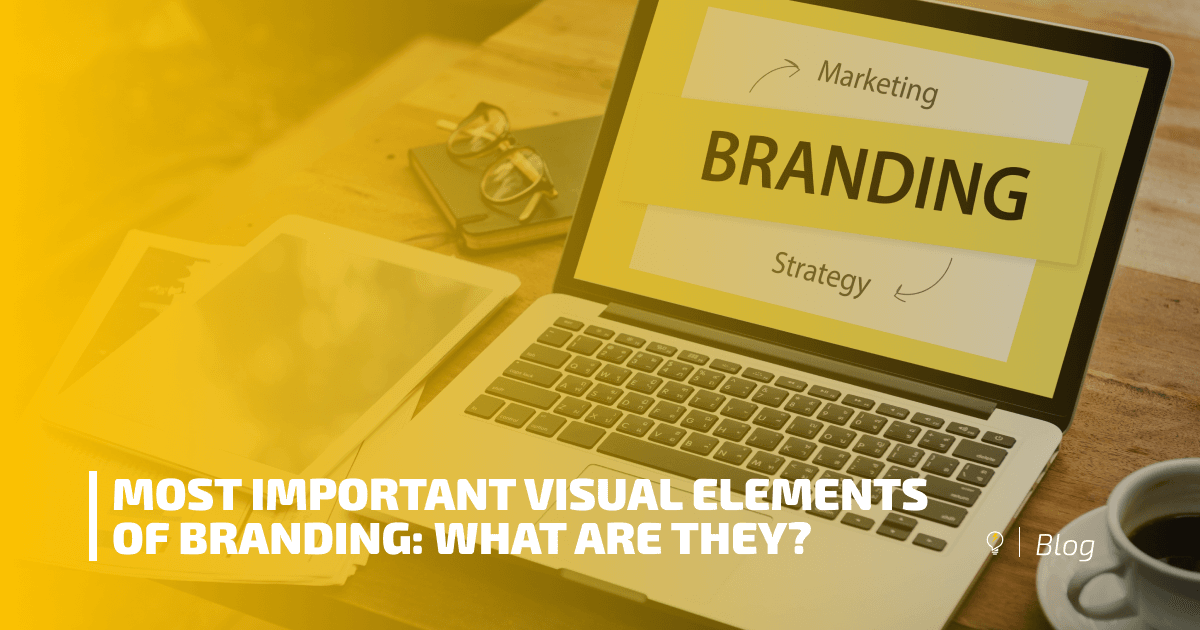 Marketing
BRANDING
Strategy
MOST IMPORTANT VISUAL ELEMENTS
OF BRANDING: WHAT ARE THEY?
Blog